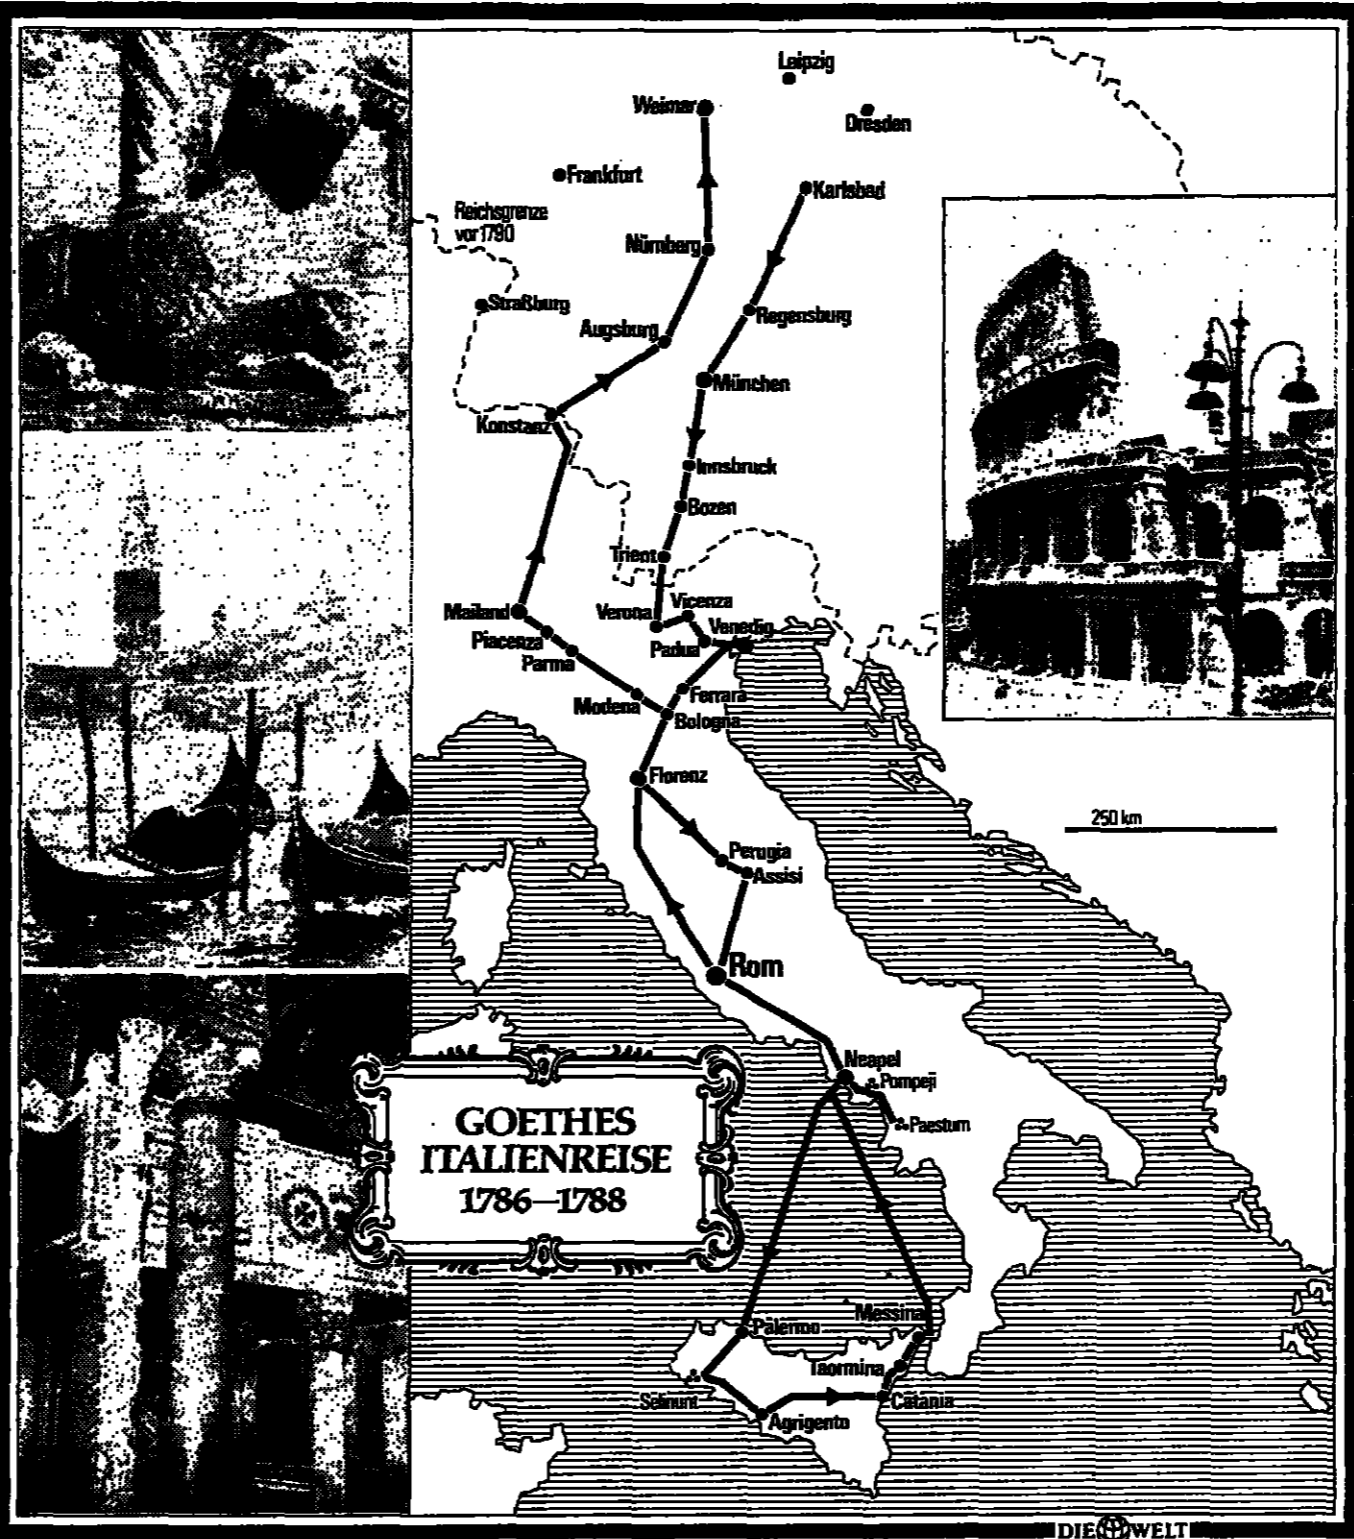 Leipzig
Weimar
Dresden
Frankfurt
Karlsbad
Reichsgrenze
vor 1790
Nürnberg
Straßburg
Regensburg
Augsburg
München
Konstanz
Innsbruck
Bozen
Trient
Mailand
Verona
Vicenza
Venedig
Piacenza
Padua
Parma
Ferrara
Modena
Bologna
Florenz
250 km
Perugia
Assisi
Rom
Neapel
Pompeji
Paestum
GOETHES
ITALIENREISE
1786—1788
Messina
Palermo
Taormina
Selinunt
Catania
Agrigento
DIE WELT